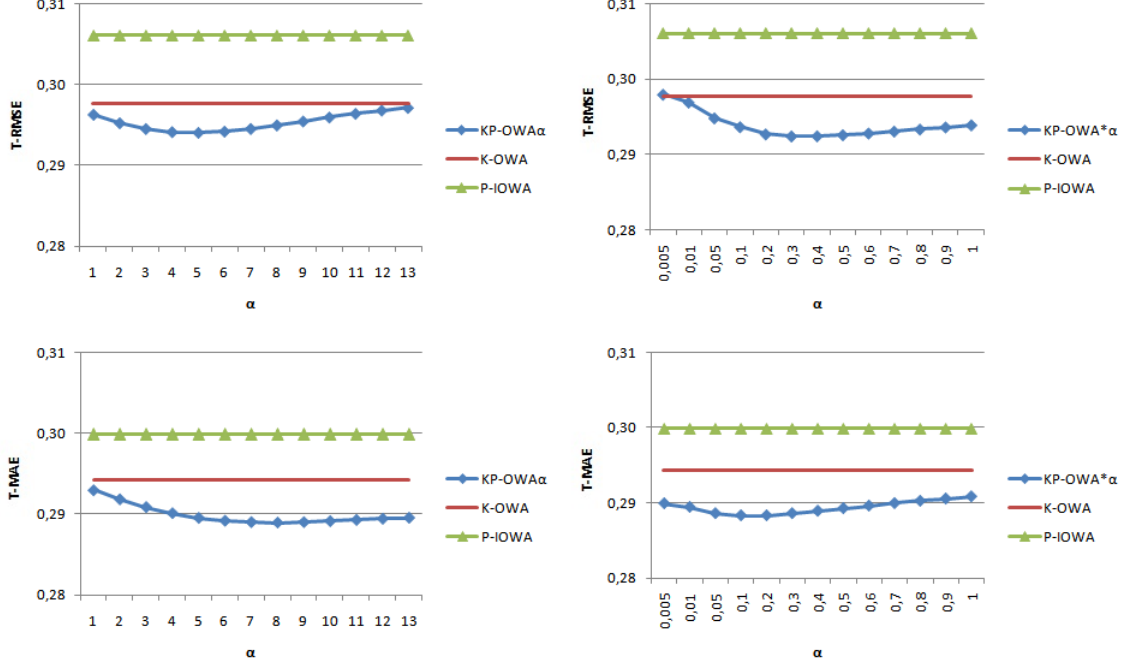 0,31
0,30
0,29
0,28
T-RMSE
1 2 3 4 5 6 7 8 9 10 11 12 13
α
KP-OWAα
K-OWA
P-IOWA
0,31
0,30
0,29
0,28
T-RMSE
0,005 0,01 0,05 0,1 0,2 0,3 0,4 0,5 0,6 0,7 0,8 0,9 1
α
KP-OWA*α
K-OWA
P-IOWA
0,31
0,30
0,29
0,28
T-MAE
1 2 3 4 5 6 7 8 9 10 11 12 13
α
KP-OWAα
K-OWA
P-IOWA
0,31
0,30
0,29
0,28
T-MAE
0,005 0,01 0,05 0,1 0,2 0,3 0,4 0,5 0,6 0,7 0,8 0,9 1
α
KP-OWA*α
K-OWA
P-IOWA